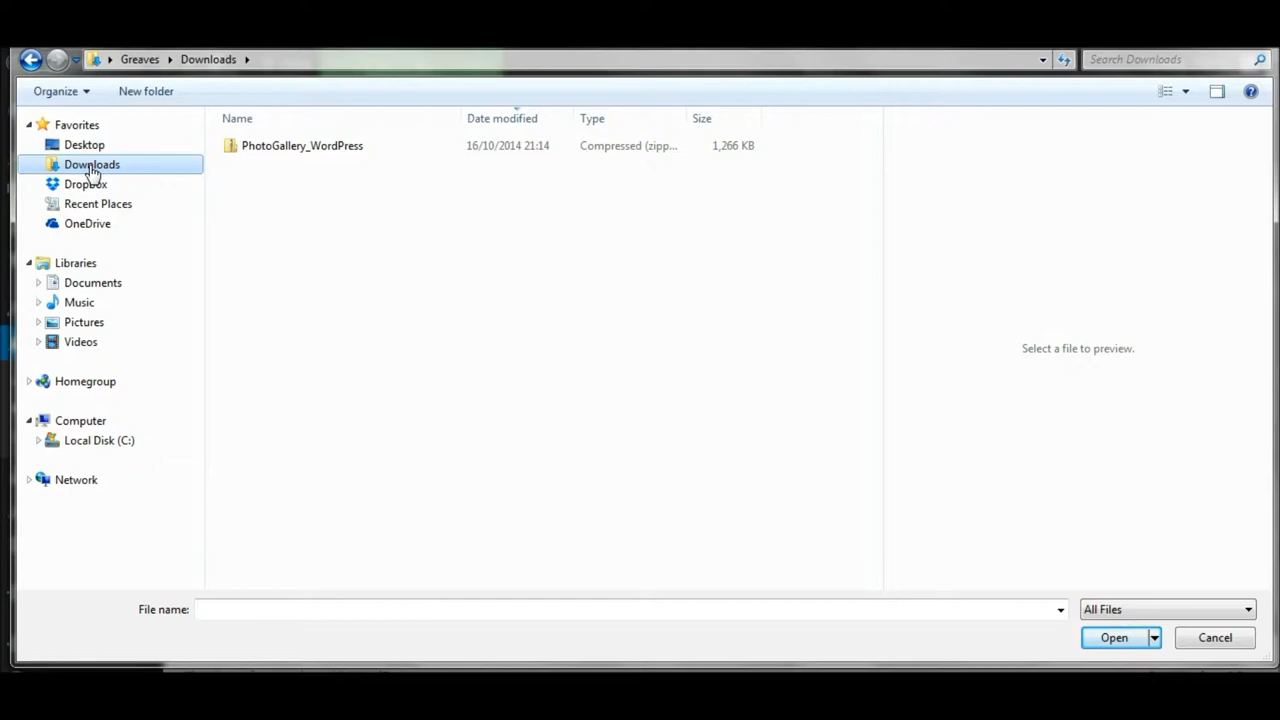 Greaves Downloads
Search Downloads
Organize
New folder
Favorites
Desktop
Downloads
Dropbox
Recent Places
OneDrive
Libraries
Documents
Music
Pictures
Videos
Homegroup
Computer
Local Disk (C:)
Network
Name Date modified Type Size
PhotoGallery_WordPress 16/10/2014 21:14 Compressed (zipp... 1,266 KB
Select a file to preview.
File name:
All Files
Open
Cancel